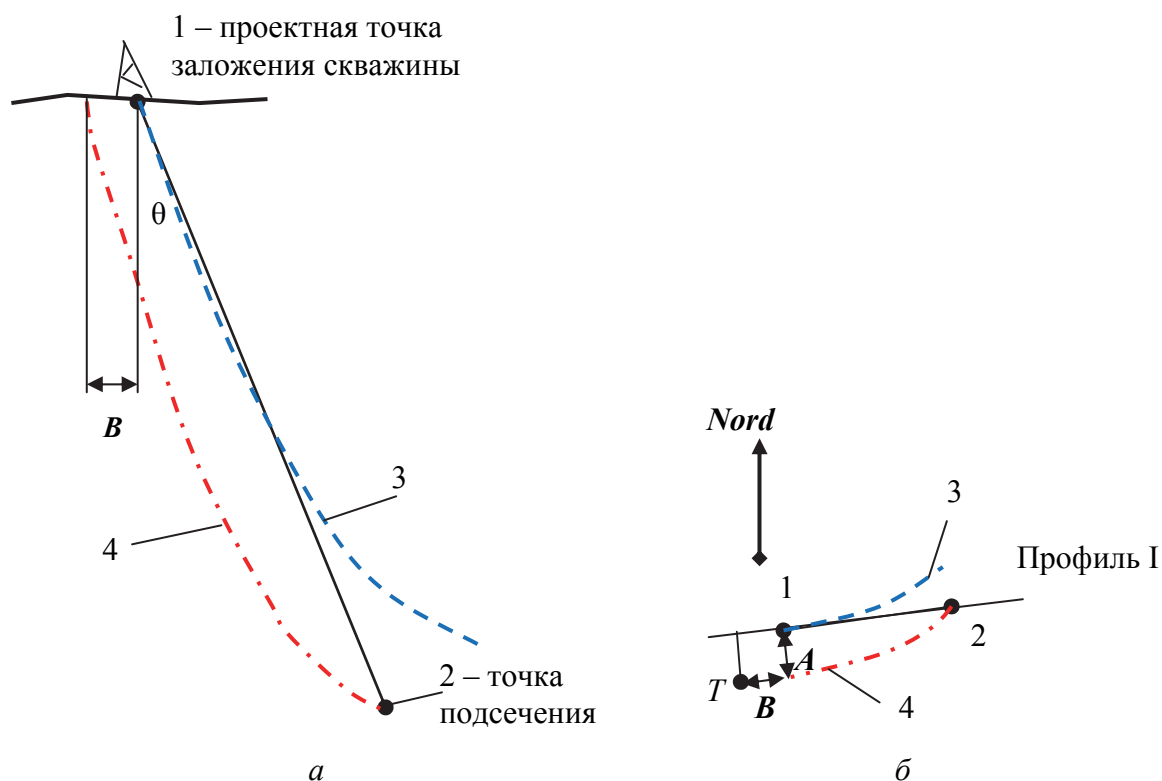 1 – проектная точка
заложения скважины
θ
B
3
4
2 – точка
подсечения
а
Nord
3
Профиль I
1
2
A
T
B
4
б